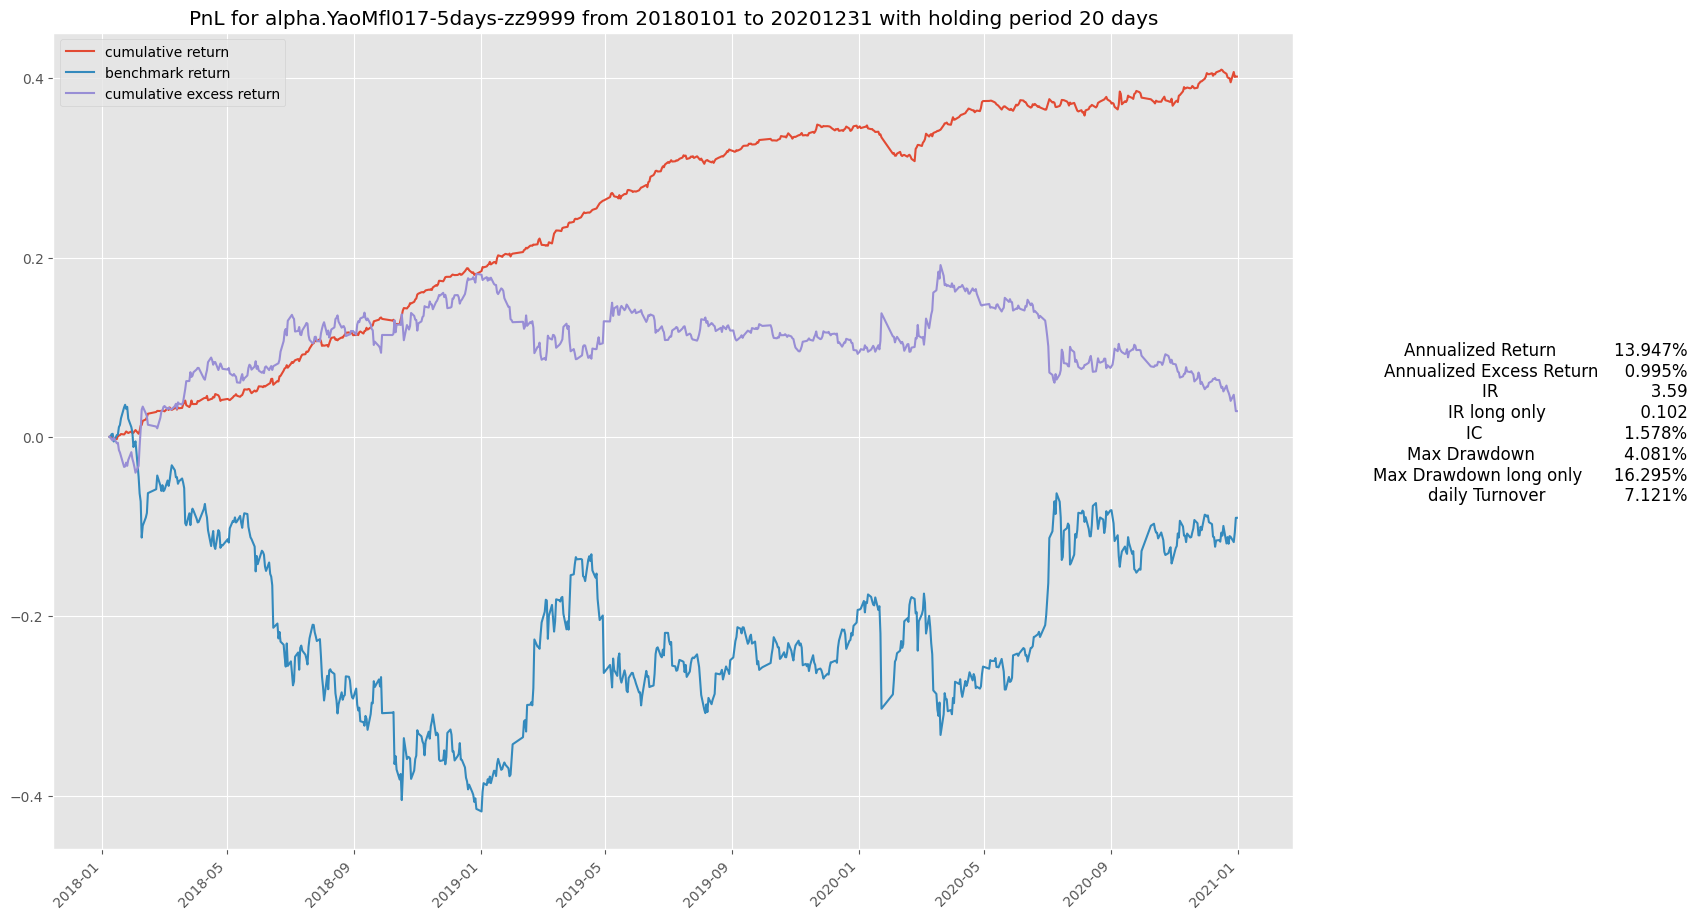 PnL for alpha.YaoMfl017-5days-zz9999 from 20180101 to 20201231 with holding period 20 days
cumulative return
benchmark return
cumulative excess return
0.4
0.2
0.0
−0.2
−0.4
2018-01
2018-05
2018-09
2019-01
2019-05
2019-09
2020-01
2020-05
2020-09
2021-01
Annualized Return 13.947%
Annualized Excess Return 0.995%
IR 3.59
IR long only 0.102
IC 1.578%
Max Drawdown 4.081%
Max Drawdown long only 16.295%
daily Turnover 7.121%